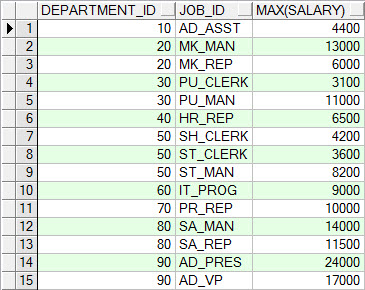 DEPARTMENT_ID JOB_ID MAX(SALARY)
1 10 AD_ASST 4400
2 20 MK_MAN 13000
3 20 MK_REP 6000
4 30 PU_CLERK 3100
5 30 PU_MAN 11000
6 40 HR_REP 6500
7 50 SH_CLERK 4200
8 50 ST_CLERK 3600
9 50 ST_MAN 8200
10 60 IT_PROG 9000
11 70 PR_REP 10000
12 80 SA_MAN 14000
13 80 SA_REP 11500
14 90 AD_PRES 24000
15 90 AD_VP 17000